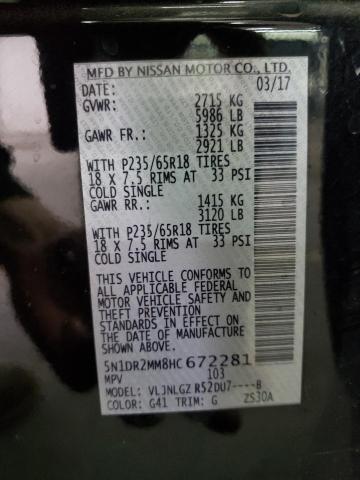 MFD BY NISSAN MOTOR CO., LTD.
DATE: 03/17
GVWR: 2715 KG
5986 LB
GAWR FR.: 1325 KG
2921 LB
WITH P235/65R18 TIRES
18 X 7.5 RIMS AT 33 PSI
COLD SINGLE
GAWR RR.: 1415 KG
3120 LB
WITH P235/65R18 TIRES
18 X 7.5 RIMS AT 33 PSI
COLD SINGLE
THIS VEHICLE CONFORMS TO
ALL APPLICABLE FEDERAL
MOTOR VEHICLE SAFETY AND
THEFT PREVENTION
STANDARDS IN EFFECT ON
THE DATE OF MANUFACTURE
SHOWN ABOVE.
5N1DR2MM8HC 672281
MPV 103
MODEL: VLJNLGZ R52DU7----B
COLOR: G41 TRIM: G ZS30A